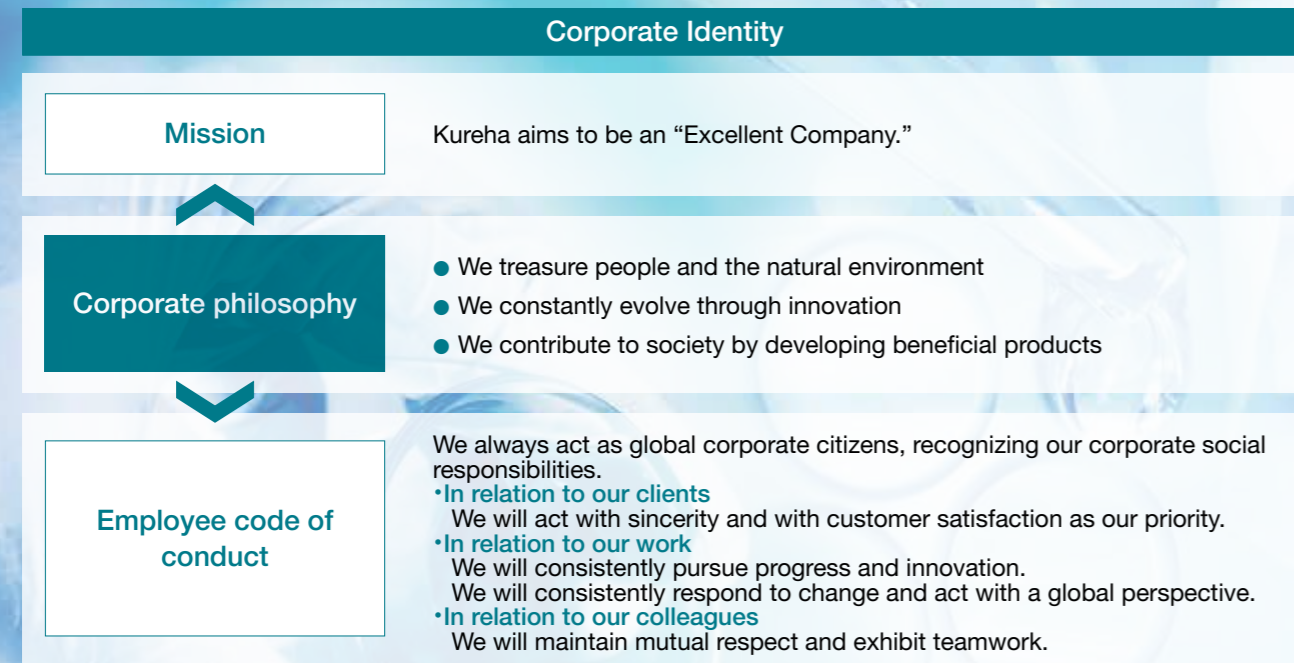 Corporate Identity
Mission
Kureha aims to be an “Excellent Company.”
Corporate philosophy
● We treasure people and the natural environment
● We constantly evolve through innovation
● We contribute to society by developing beneficial products
Employee code of
conduct
We always act as global corporate citizens, recognizing our corporate social
responsibilities.
・In relation to our clients
We will act with sincerity and with customer satisfaction as our priority.
・In relation to our work
We will consistently pursue progress and innovation.
We will consistently respond to change and act with a global perspective.
・In relation to our colleagues
We will maintain mutual respect and exhibit teamwork.